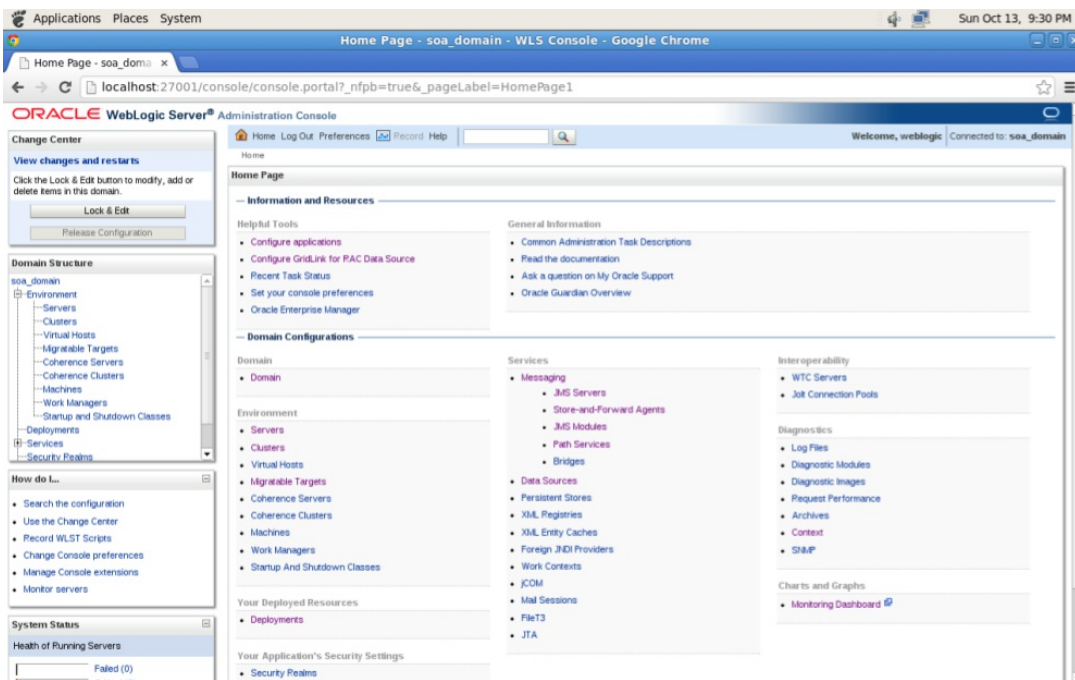 Applications Places System
Sun Oct 13, 9:30 PM
Home Page - soa_domain - WLS Console - Google Chrome
Home Page - soa_doma
localhost:27001/console/console.portal?_nfpb=true&_pageLabel=HomePage1
ORACLE WebLogic Server® Administration Console
Change Center
View changes and restarts
Click the Lock & Edit button to modify, add or
delete items in this domain.
Lock & Edit
Release Configuration
Domain Structure
soa_domain
Environment
Servers
Clusters
Virtual Hosts
Migratable Targets
Coherence Servers
Coherence Clusters
Machines
Work Managers
Startup and Shutdown Classes
Deployments
Services
Security Realms
How do I...
Search the configuration
Use the Change Center
Record WLST Scripts
Change Console preferences
Manage Console extensions
Monitor servers
System Status
Health of Running Servers
Failed (0)
Home Log Out Preferences Record Help
Welcome, weblogic
Connected to: soa_domain
Home
Home Page
Information and Resources
Helpful Tools
Configure applications
Configure GridLink for RAC Data Source
Recent Task Status
Set your console preferences
Oracle Enterprise Manager
General Information
Common Administration Task Descriptions
Read the documentation
Ask a question on My Oracle Support
Oracle Guardian Overview
Domain Configurations
Domain
Domain
Environment
Servers
Clusters
Virtual Hosts
Migratable Targets
Coherence Servers
Coherence Clusters
Machines
Work Managers
Startup And Shutdown Classes
Your Deployed Resources
Deployments
Your Application's Security Settings
Security Realms
Services
Messaging
JMS Servers
Store-and-Forward Agents
JMS Modules
Path Services
Bridges
Data Sources
Persistent Stores
XML Registries
XML Entity Caches
Foreign JNDI Providers
Work Contexts
jCOM
Mail Sessions
FileT3
JTA
Interoperability
WTC Servers
Jolt Connection Pools
Diagnostics
Log Files
Diagnostic Modules
Diagnostic Images
Request Performance
Archives
Context
SNMP
Charts and Graphs
Monitoring Dashboard